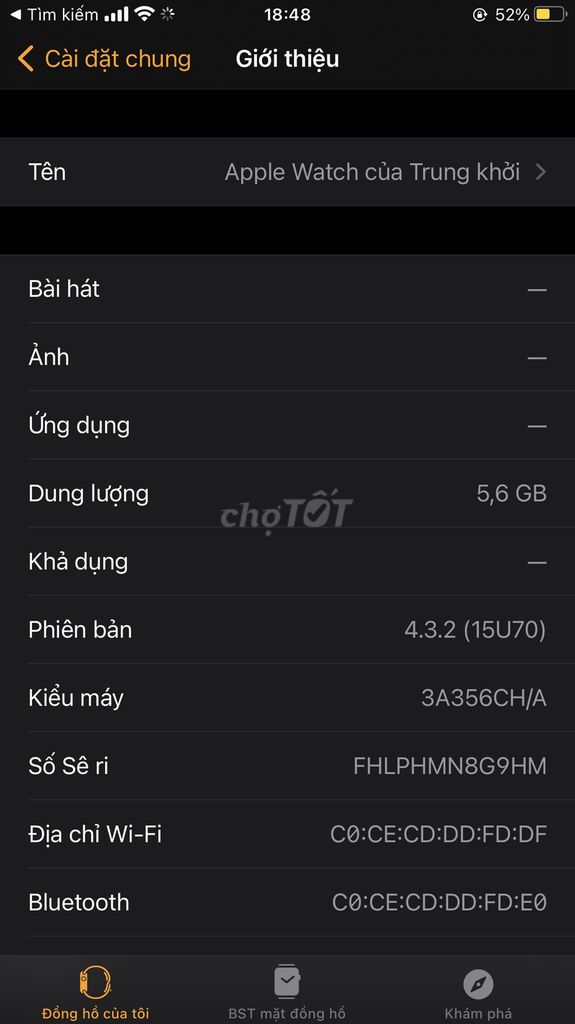 ◀ Tìm kiếm 18:48 52%
Cài đặt chung Giới thiệu
Tên Apple Watch của Trung khởi
Bài hát —
Ảnh —
Ứng dụng —
Dung lượng 5,6 GB
chợTỐT
Khả dụng —
Phiên bản 4.3.2 (15U70)
Kiểu máy 3A356CH/A
Số Sê ri FHLPHMN8G9HM
Địa chỉ Wi-Fi C0:CE:CD:DD:FD:DF
Bluetooth C0:CE:CD:DD:FD:E0
Đồng hồ của tôi BST mặt đồng hồ Khám phá